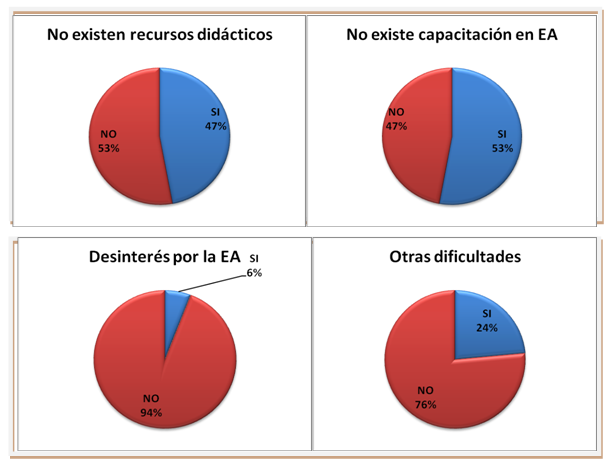 No existen recursos didácticos
SI
47%
NO
53%
No existe capacitación en EA
NO
47%
SI
53%
Desinterés por la EA
SI
6%
NO
94%
Otras dificultades
SI
24%
NO
76%